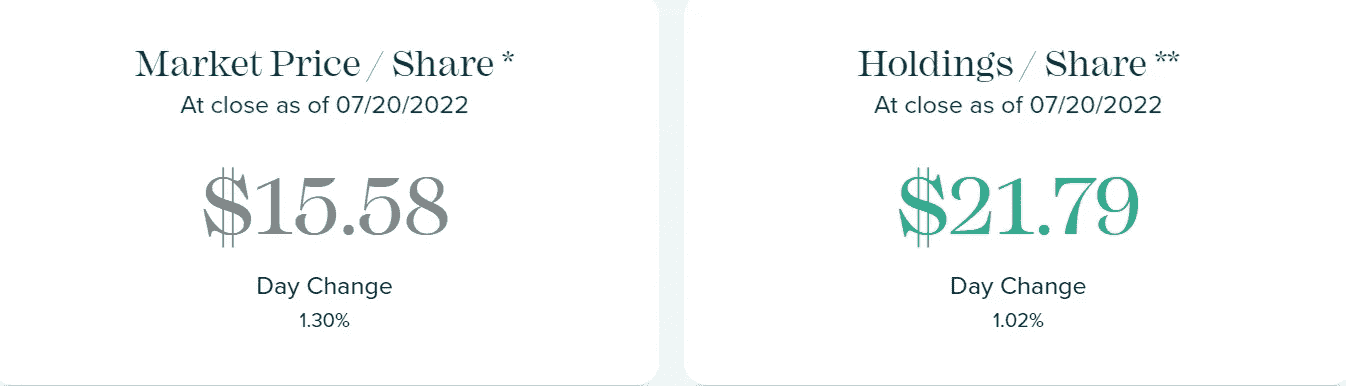 Market Price / Share *
At close as of 07/20/2022
$15.58
Day Change
1.30%
Holdings / Share **
At close as of 07/20/2022
$21.79
Day Change
1.02%